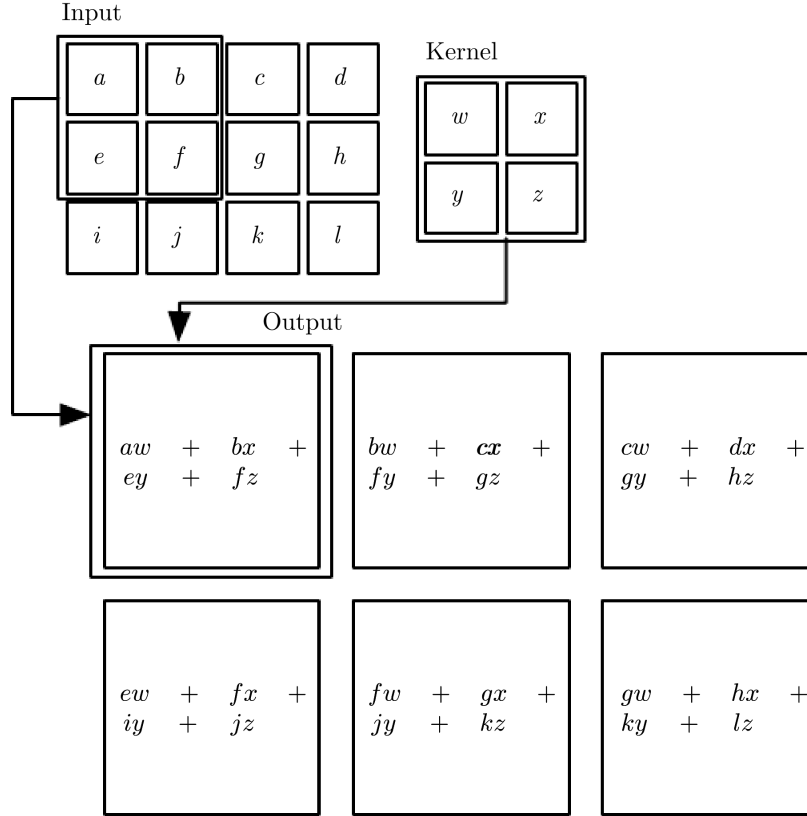 Input
Kernel
a b c d
w x
e f g h
y z
i j k l
Output
aw + bx +
ey + fz
bw + cx +
fy + gz
cw + dx +
gy + hz
ew + fx +
iy + jz
fw + gx +
jy + kz
gw + hx +
ky + lz